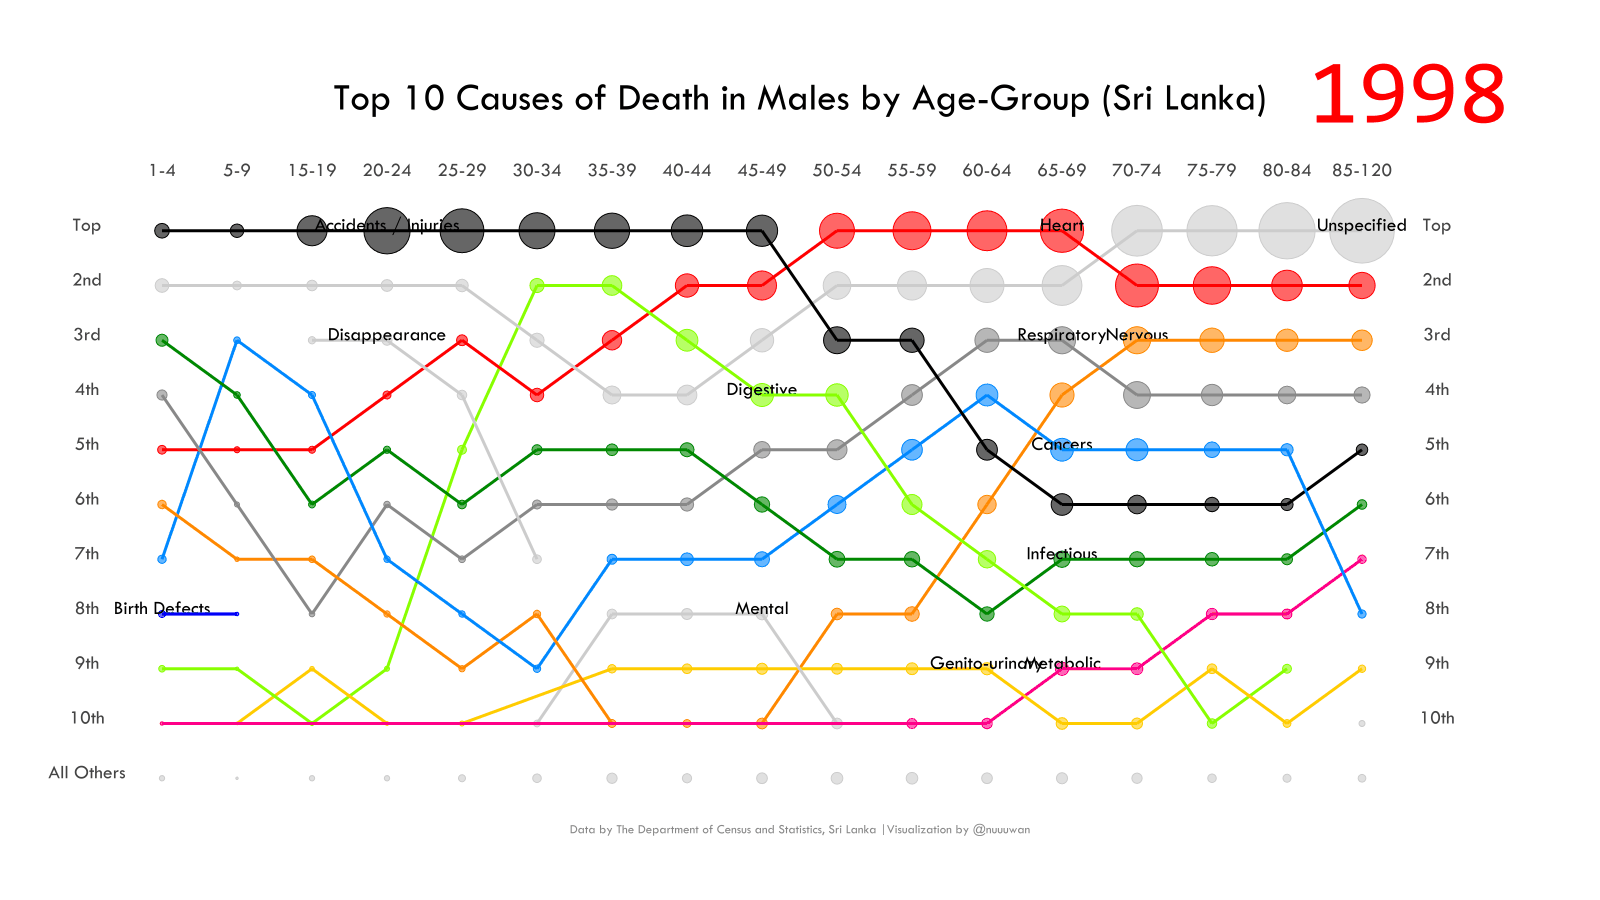 Top 10 Causes of Death in Males by Age-Group (Sri Lanka) 1998
1-4 5-9 15-19 20-24 25-29 30-34 35-39 40-44 45-49 50-54 55-59 60-64 65-69 70-74 75-79 80-84 85-120
Top Accidents / Injuries Heart Unspecified Top
2nd 2nd
3rd Disappearance Respiratory Nervous 3rd
4th Digestive 4th
5th Cancers 5th
6th 6th
7th Infectious 7th
8th Birth Defects Mental 8th
9th Genito-urinary Metabolic 9th
10th 10th
All Others
Data by The Department of Census and Statistics, Sri Lanka | Visualization by @nuuuwan